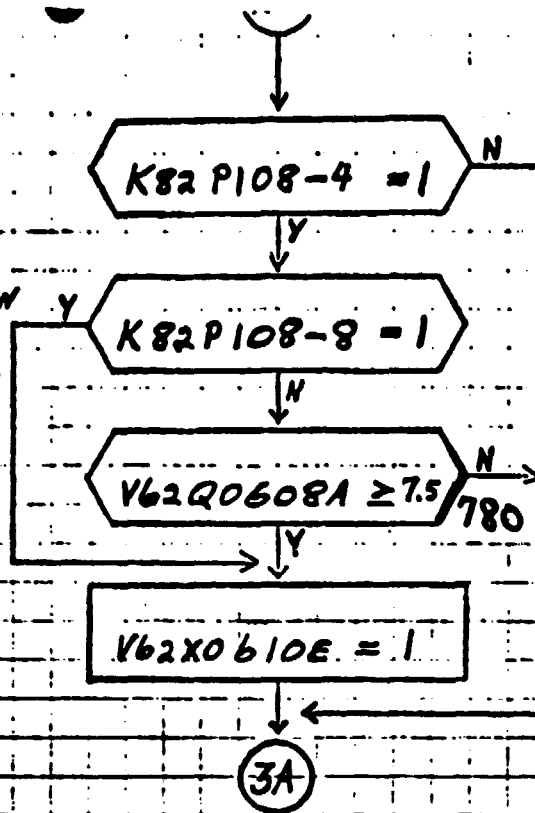 K82P108-4 = 1
N
Y
Y
K82P108-8 = 1
N
V62Q0608A ≥ 7.5
N
780
Y
V62X0610E = 1
3A